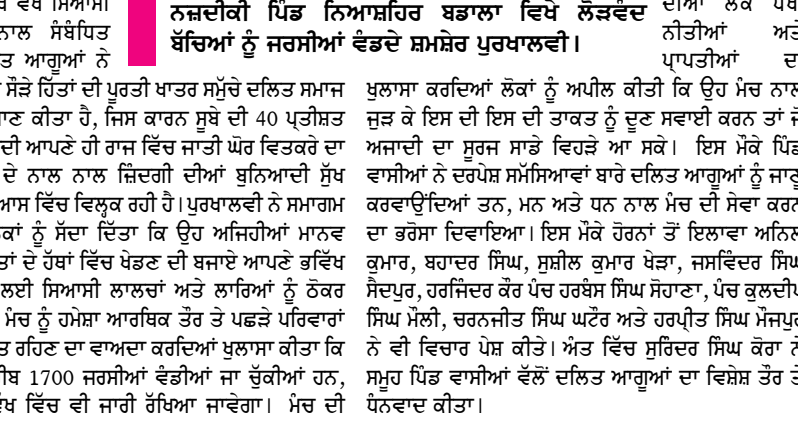 ਨਜ਼ਦੀਕੀ ਪਿੰਡ ਨਿਆਸ਼ਹਿਰ ਬਡਾਲਾ ਵਿਖੇ ਲੋੜਵੰਦ
ਬੱਚਿਆਂ ਨੂੰ ਜਰਸੀਆਂ ਵੰਡਦੇ ਸ਼ਮਸ਼ੇਰ ਪੁਰਖਾਲਵੀ।
ਨਾਲ ਸੰਬੰਧਿਤ
ਆਗੂਆਂ ਨੇ
ਸੌੜੇ ਹਿੱਤਾਂ ਦੀ ਪੂਰਤੀ ਖਾਤਰ ਸਮੁੱਚੇ ਦਲਿਤ ਸਮਾਜ
ਕੀਤਾ ਹੈ, ਜਿਸ ਕਾਰਨ ਸੂਬੇ ਦੀ 40 ਪ੍ਰਤੀਸ਼ਤ
ਦੀ ਆਪਣੇ ਹੀ ਰਾਜ ਵਿੱਚ ਜਾਤੀ ਘੋਰ ਵਿਤਕਰੇ ਦਾ
ਦੇ ਨਾਲ ਨਾਲ ਜ਼ਿੰਦਗੀ ਦੀਆਂ ਬੁਨਿਆਦੀ ਸੁੱਖ
ਵਿੱਚ ਵਿਲ੍ਹਕ ਰਹੀ ਹੈ। ਪੁਰਖਾਲਵੀ ਨੇ ਸਮਾਗਮ
ਨੂੰ ਸੱਦਾ ਦਿੱਤਾ ਕਿ ਉਹ ਅਜਿਹੀਆਂ ਮਾਨਵ
ਦੇ ਹੱਥਾਂ ਵਿੱਚ ਖੇਡਣ ਦੀ ਬਜਾਏ ਆਪਣੇ ਭਵਿੱਖ
ਲਈ ਸਿਆਸੀ ਲਾਲਚਾਂ ਅਤੇ ਲਾਰਿਆਂ ਨੂੰ ਠੋਕਰ
ਮੰਚ ਨੂੰ ਹਮੇਸ਼ਾ ਆਰਥਿਕ ਤੌਰ ਤੇ ਪਛੜੇ ਪਰਿਵਾਰਾਂ
ਰਹਿਣ ਦਾ ਵਾਅਦਾ ਕਰਦਿਆਂ ਖੁਲਾਸਾ ਕੀਤਾ ਕਿ
1700 ਜਰਸੀਆਂ ਵੰਡੀਆਂ ਜਾ ਚੁੱਕੀਆਂ ਹਨ,
ਵਿੱਚ ਵੀ ਜਾਰੀ ਰੱਖਿਆ ਜਾਵੇਗਾ। ਮੰਚ ਦੀ
ਨੀਤੀਆਂ ਅਤੇ
ਪ੍ਰਾਪਤੀਆਂ ਦਾ
ਖੁਲਾਸਾ ਕਰਦਿਆਂ ਲੋਕਾਂ ਨੂੰ ਅਪੀਲ ਕੀਤੀ ਕਿ ਉਹ ਮੰਚ ਨਾਲ
ਜੁੜ ਕੇ ਇਸ ਦੀ ਇਸ ਦੀ ਤਾਕਤ ਨੂੰ ਦੂਣ ਸਵਾਈ ਕਰਨ ਤਾਂ ਜੋ
ਅਜਾਦੀ ਦਾ ਸੂਰਜ ਸਾਡੇ ਵਿਹੜੇ ਆ ਸਕੇ। ਇਸ ਮੌਕੇ ਪਿੰਡ
ਵਾਸੀਆਂ ਨੇ ਦਰਪੇਸ਼ ਸਮੱਸਿਆਵਾਂ ਬਾਰੇ ਦਲਿਤ ਆਗੂਆਂ ਨੂੰ ਜਾਣੂ
ਕਰਵਾਉਂਦਿਆਂ ਤਨ, ਮਨ ਅਤੇ ਧਨ ਨਾਲ ਮੰਚ ਦੀ ਸੇਵਾ ਕਰਨ
ਦਾ ਭਰੋਸਾ ਦਿਵਾਇਆ। ਇਸ ਮੌਕੇ ਹੋਰਨਾਂ ਤੋਂ ਇਲਾਵਾ ਅਨਿਲ
ਕੁਮਾਰ, ਬਹਾਦਰ ਸਿੰਘ, ਸੁਸ਼ੀਲ ਕੁਮਾਰ ਖੇੜਾ, ਜਸਵਿੰਦਰ ਸਿੰਘ
ਸੈਦਪੁਰ, ਹਰਜਿੰਦਰ ਕੌਰ ਪੰਚ ਹਰਬੰਸ ਸਿੰਘ ਸੋਹਾਣਾ, ਪੰਚ ਕੁਲਦੀਪ
ਸਿੰਘ ਮੌਲੀ, ਚਰਨਜੀਤ ਸਿੰਘ ਘਟੌਰ ਅਤੇ ਹਰਪ੍ਰੀਤ ਸਿੰਘ ਮੌਜਪੁਰ
ਨੇ ਵੀ ਵਿਚਾਰ ਪੇਸ਼ ਕੀਤੇ। ਅੰਤ ਵਿੱਚ ਸੁਰਿੰਦਰ ਸਿੰਘ ਕੋਰਾ ਨੇ
ਸਮੂਹ ਪਿੰਡ ਵਾਸੀਆਂ ਵੱਲੋਂ ਦਲਿਤ ਆਗੂਆਂ ਦਾ ਵਿਸ਼ੇਸ਼ ਤੌਰ ਤੇ
ਧੰਨਵਾਦ ਕੀਤਾ।